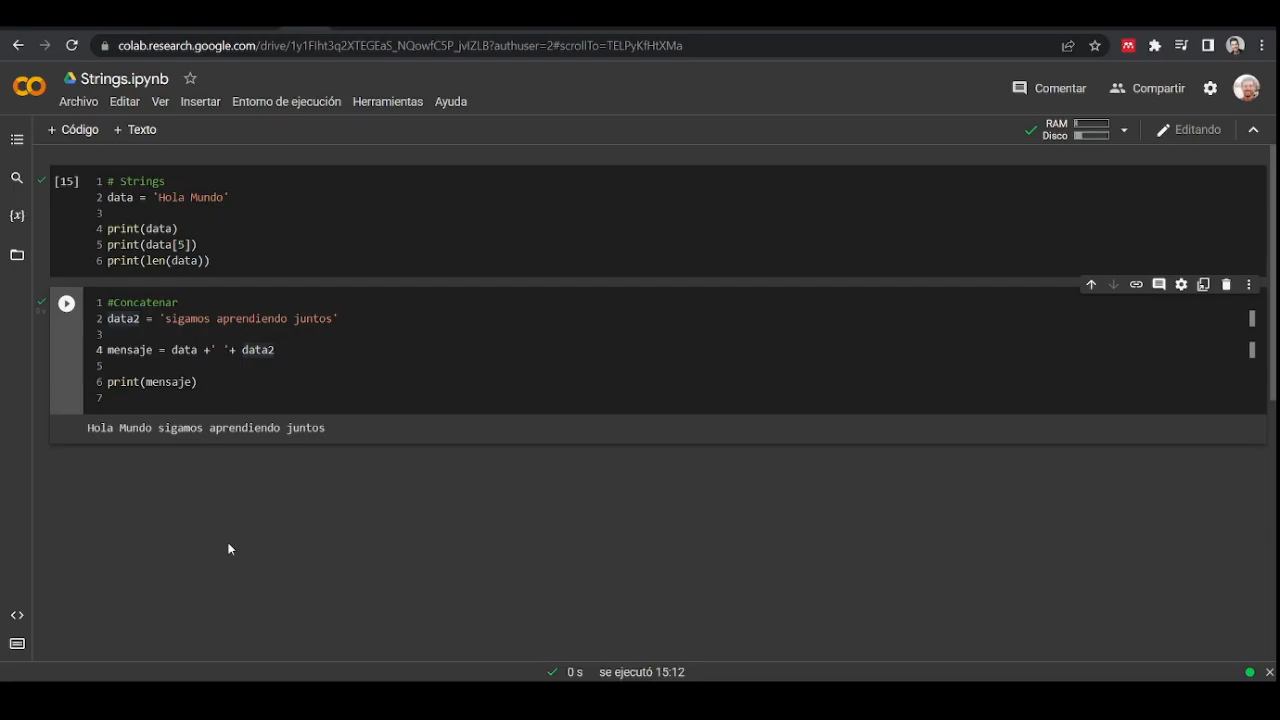 colab.research.google.com/drive/1y1FIht3q2XTEGEaS_NQowfC5P_jvIZLB?authuser=2#scrollTo=TELPyKfHtXMa
Strings.ipynb
Comentar
Compartir
Archivo Editar Ver Insertar Entorno de ejecución Herramientas Ayuda
+ Código + Texto
RAM
Disco
Editando
[15]
1 # Strings
2 data = 'Hola Mundo'
3
4 print(data)
5 print(data[5])
6 print(len(data))
1 #Concatenar
2 data2 = 'sigamos aprendiendo juntos'
3
4 mensaje = data +' '+ data2
5
6 print(mensaje)
7
0 s
Hola Mundo sigamos aprendiendo juntos
0 s se ejecutó 15:12